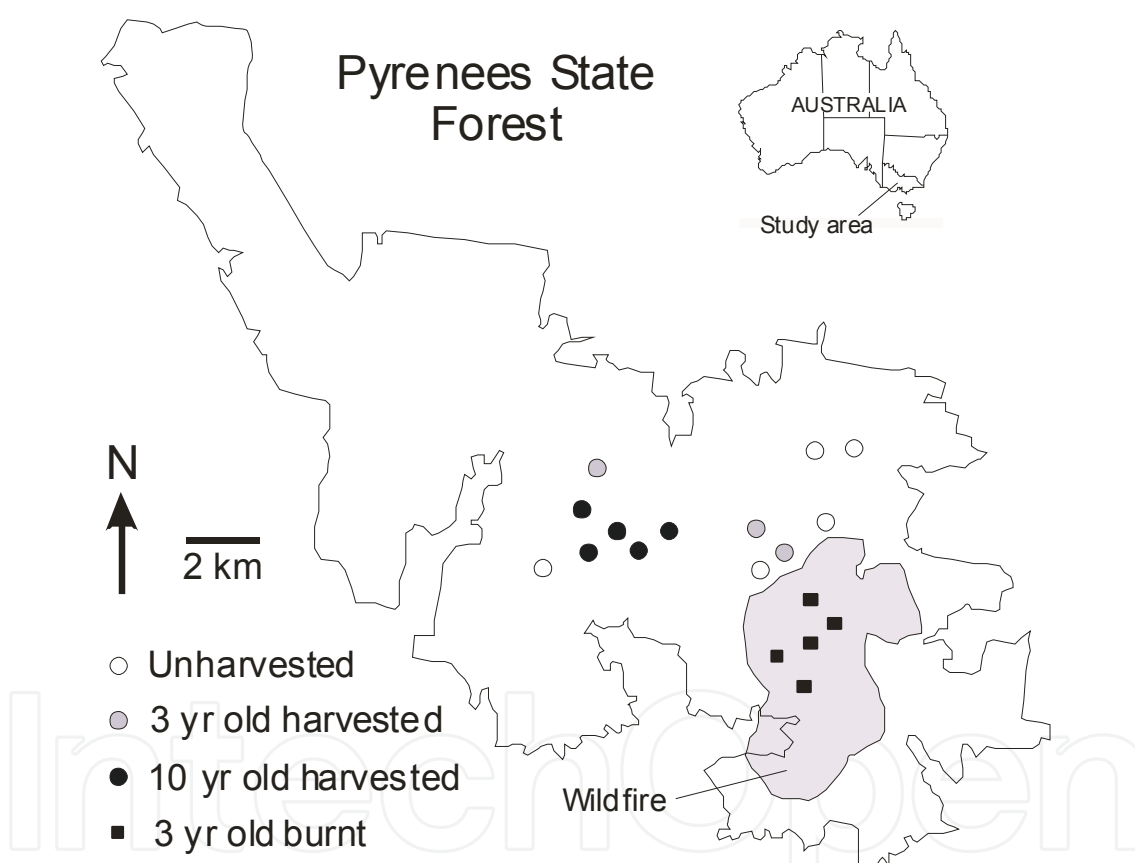 Pyrenees State
Forest
AUSTRALIA
Study area
N
2 km
Unharvested
3 yr old harvested
10 yr old harvested
3 yr old burnt
Wildfire
IntechOpen